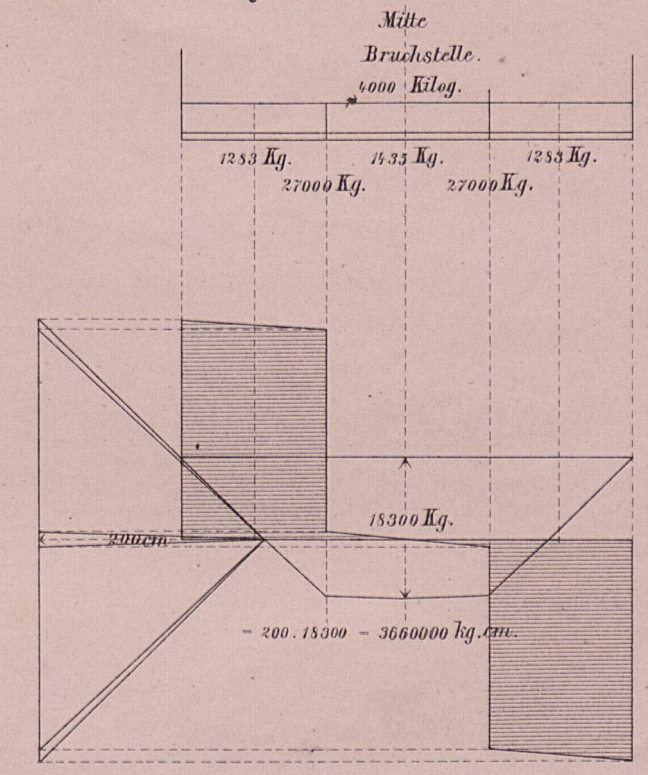 Mitte
Bruchstelle.
4000 Kilog.
1283 Kg. 1435 Kg. 1283 Kg.
27000 Kg. 27000 Kg.
18300 Kg.
200cm
= 200.18300 = 3660000 kg.cm.